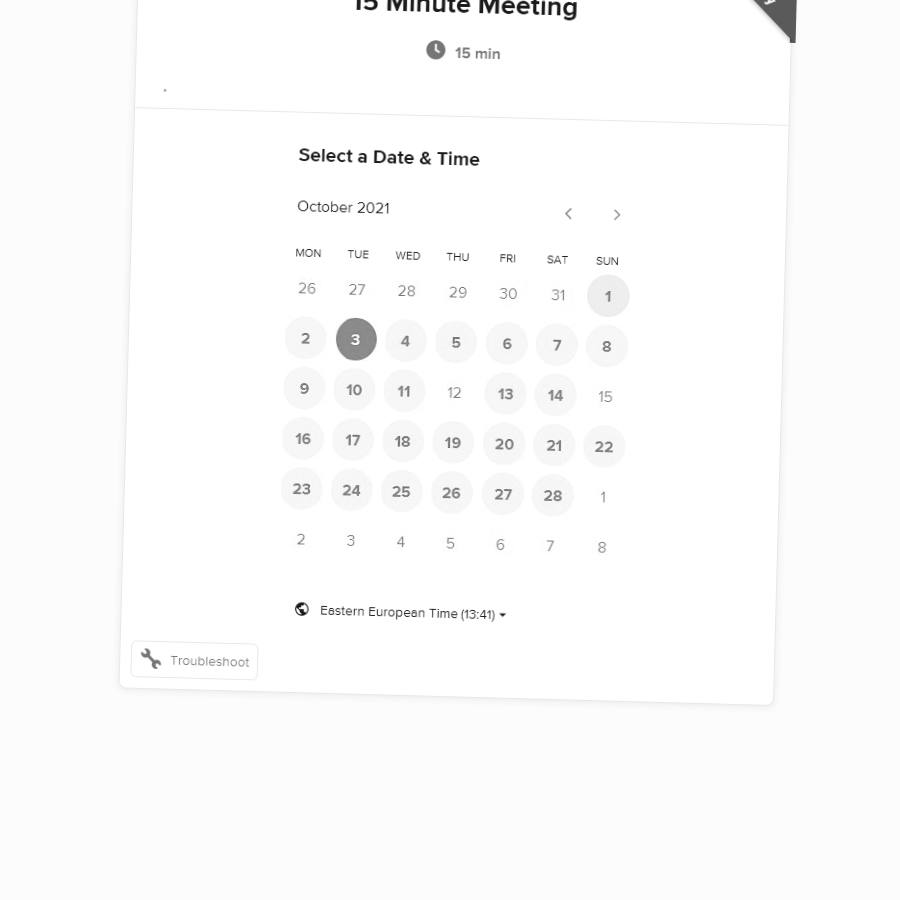 15 Minute Meeting
15 min
.
Select a Date & Time
October 2021
MON TUE WED THU FRI SAT SUN
26 27 28 29 30 31 1
2 3 4 5 6 7 8
9 10 11 12 13 14 15
16 17 18 19 20 21 22
23 24 25 26 27 28 1
2 3 4 5 6 7 8
Eastern European Time (13:41)
Troubleshoot